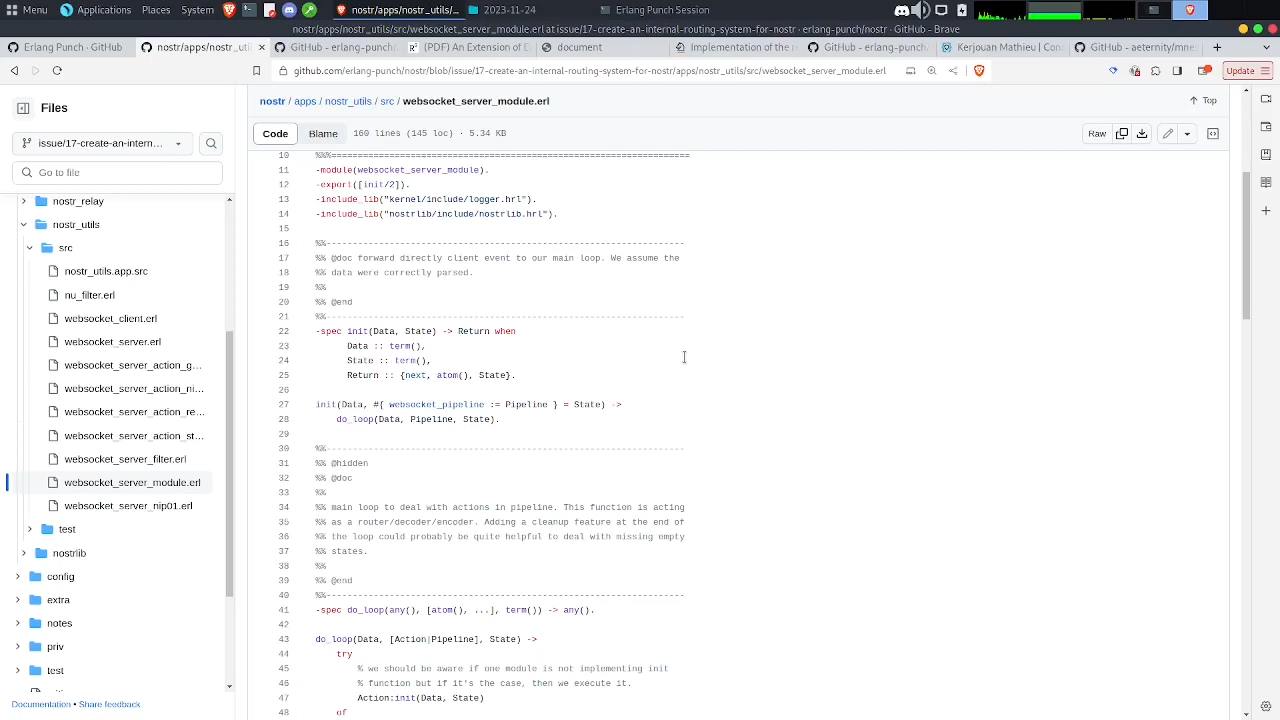 Menu Applications Places System nostr/apps/nostr_utils/... 2023-11-24 Erlang Punch Session
nostr/apps/nostr_utils/src/websocket_server_module.erl at issue/17-create-an-internal-routing-system-for-nostr · erlang-punch/nostr - GitHub - Brave
Erlang Punch · GitHub nostr/apps/nostr_uti... × GitHub - erlang-punch/... (PDF) An Extension of D... document Implementation of the r... GitHub - erlang-punch/... Kerjouan Mathieu | Con... GitHub - aeternity/mne...
github.com/erlang-punch/nostr/blob/issue/17-create-an-internal-routing-system-for-nostr/apps/nostr_utils/src/websocket_server_module.erl
Update
Files
issue/17-create-an-intern...
Go to file
nostr_relay
nostr_utils
src
nostr_utils.app.src
nu_filter.erl
websocket_client.erl
websocket_server.erl
websocket_server_action_g...
websocket_server_action_ni...
websocket_server_action_re...
websocket_server_action_st...
websocket_server_filter.erl
websocket_server_module.erl
websocket_server_nip01.erl
test
nostrlib
config
extra
notes
priv
test
Documentation • Share feedback
nostr / apps / nostr_utils / src / websocket_server_module.erl
Top
Code Blame 160 lines (145 loc) · 5.34 KB
Raw
10 %%%===================================================================
11 -module(websocket_server_module).
12 -export([init/2]).
13 -include_lib("kernel/include/logger.hrl").
14 -include_lib("nostrlib/include/nostrlib.hrl").
15
16 %%--------------------------------------------------------------------
17 %% @doc forward directly client event to our main loop. We assume the
18 %% data were correctly parsed.
19 %%
20 %% @end
21 %%--------------------------------------------------------------------
22 -spec init(Data, State) -> Return when
23 Data :: term(),
24 State :: term(),
25 Return :: {next, atom(), State}.
26
27 init(Data, #{ websocket_pipeline := Pipeline } = State) ->
28 do_loop(Data, Pipeline, State).
29
30 %%--------------------------------------------------------------------
31 %% @hidden
32 %% @doc
33 %%
34 %% main loop to deal with actions in pipeline. This function is acting
35 %% as a router/decoder/encoder. Adding a cleanup feature at the end of
36 %% the loop could probably be quite helpful to deal with missing empty
37 %% states.
38 %%
39 %% @end
40 %%--------------------------------------------------------------------
41 -spec do_loop(any(), [atom(), ...], term()) -> any().
42
43 do_loop(Data, [Action|Pipeline], State) ->
44 try
45 % we should be aware if one module is not implementing init
46 % function but if it's the case, then we execute it.
47 Action:init(Data, State)
48 of